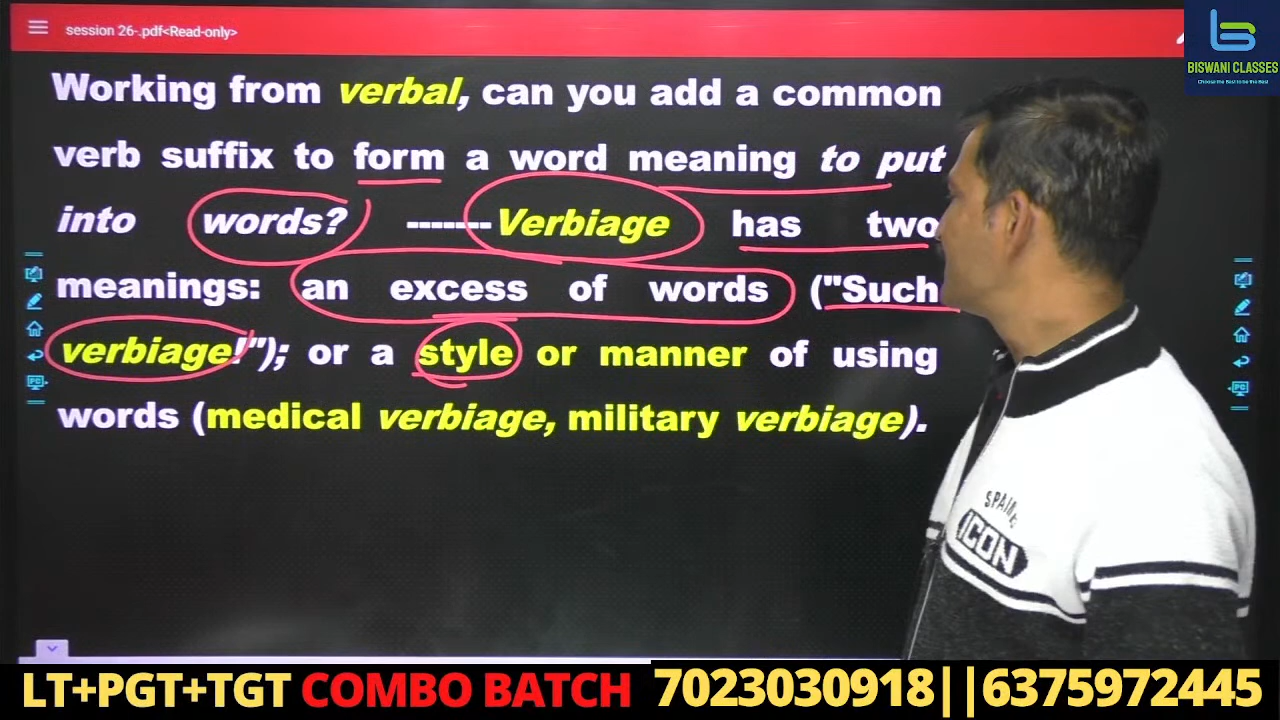 session 26-.pdf<Read-only>
BISWANI CLASSES
Working from verbal, can you add a common
verb suffix to form a word meaning to put
into words? -------Verbiage has two
meanings: an excess of words ("Such
verbiage!"); or a style or manner of using
words (medical verbiage, military verbiage).
ICON
LT+PGT+TGT COMBO BATCH 7023030918||6375972445